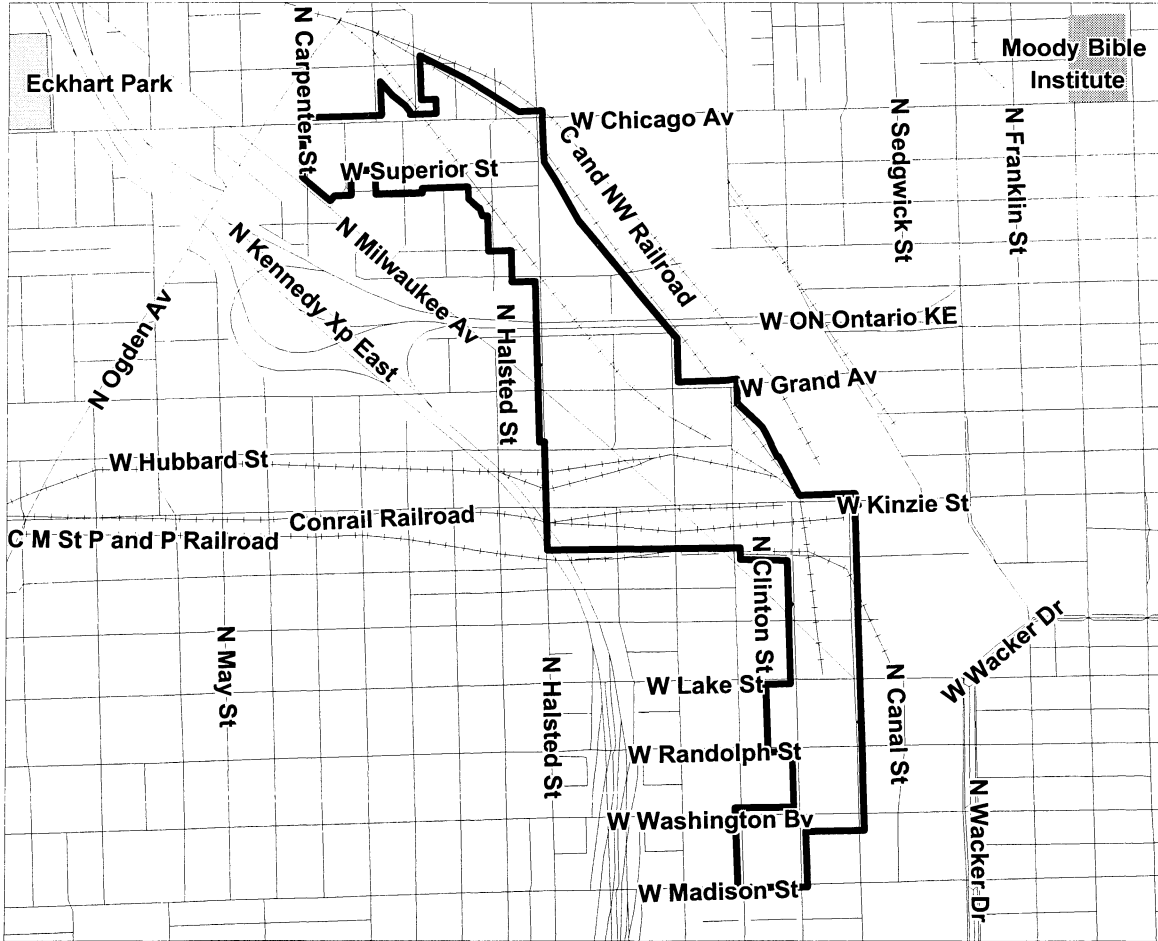 N Carpenter St
Moody Bible
Institute
Eckhart Park
W Chicago Av
N Sedgwick St
N Franklin St
C and NW Railroad
W Superior St
N Milwaukee Av
N Kennedy Xp East
N Ogden Av
N Halsted St
W ON Ontario KE
W Grand Av
W Hubbard St
W Kinzie St
Conrail Railroad
C M St P and P Railroad
N Clinton St
N May St
N Halsted St
W Lake St
N Canal St
W Wacker Dr
W Randolph St
N Wacker Dr
W Washington Bv
W Madison St